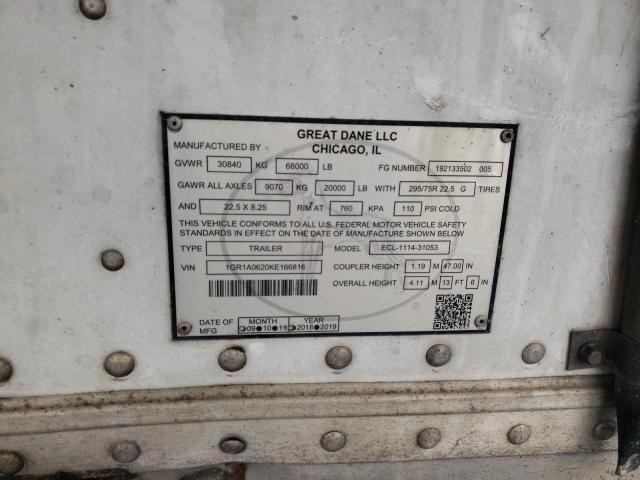 GREAT DANE LLC
MANUFACTURED BY CHICAGO, IL
GVWR 30840 KG 68000 LB FG NUMBER 192133502 005
GAWR ALL AXLES 9070 KG 20000 LB WITH 295/75R 22.5 G TIRES
AND 22.5 X 8.25 RIM AT 760 KPA 110 PSI COLD
THIS VEHICLE CONFORMS TO ALL U.S. FEDERAL MOTOR VEHICLE SAFETY
STANDARDS IN EFFECT ON THE DATE OF MANUFACTURE SHOWN BELOW
TYPE TRAILER MODEL ECL-1114-31053
VIN 1GR1A0620KE166816 COUPLER HEIGHT 1.19 M 47.00 IN
OVERALL HEIGHT 4.11 M 13 FT 6 IN
DATE OF MFG MONTH YEAR
09 10 11 2018 2019